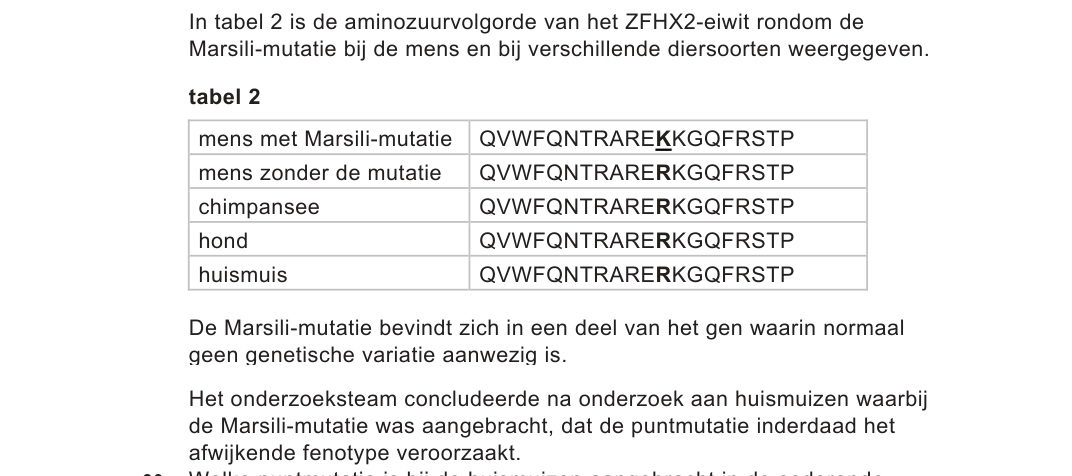 In tabel 2 is de aminozuurvolgorde van het ZFHX2-eiwit rondom de
Marsili-mutatie bij de mens en bij verschillende diersoorten weergegeven.
tabel 2
mens met Marsili-mutatie QVWFQNTRAREKKGQFRSTP
mens zonder de mutatie QVWFQNTRARERKGQFRSTP
chimpansee QVWFQNTRARERKGQFRSTP
hond QVWFQNTRARERKGQFRSTP
huismuis QVWFQNTRARERKGQFRSTP
De Marsili-mutatie bevindt zich in een deel van het gen waarin normaal
geen genetische variatie aanwezig is.
Het onderzoeksteam concludeerde na onderzoek aan huismuizen waarbij
de Marsili-mutatie was aangebracht, dat de puntmutatie inderdaad het
afwijkende fenotype veroorzaakt.